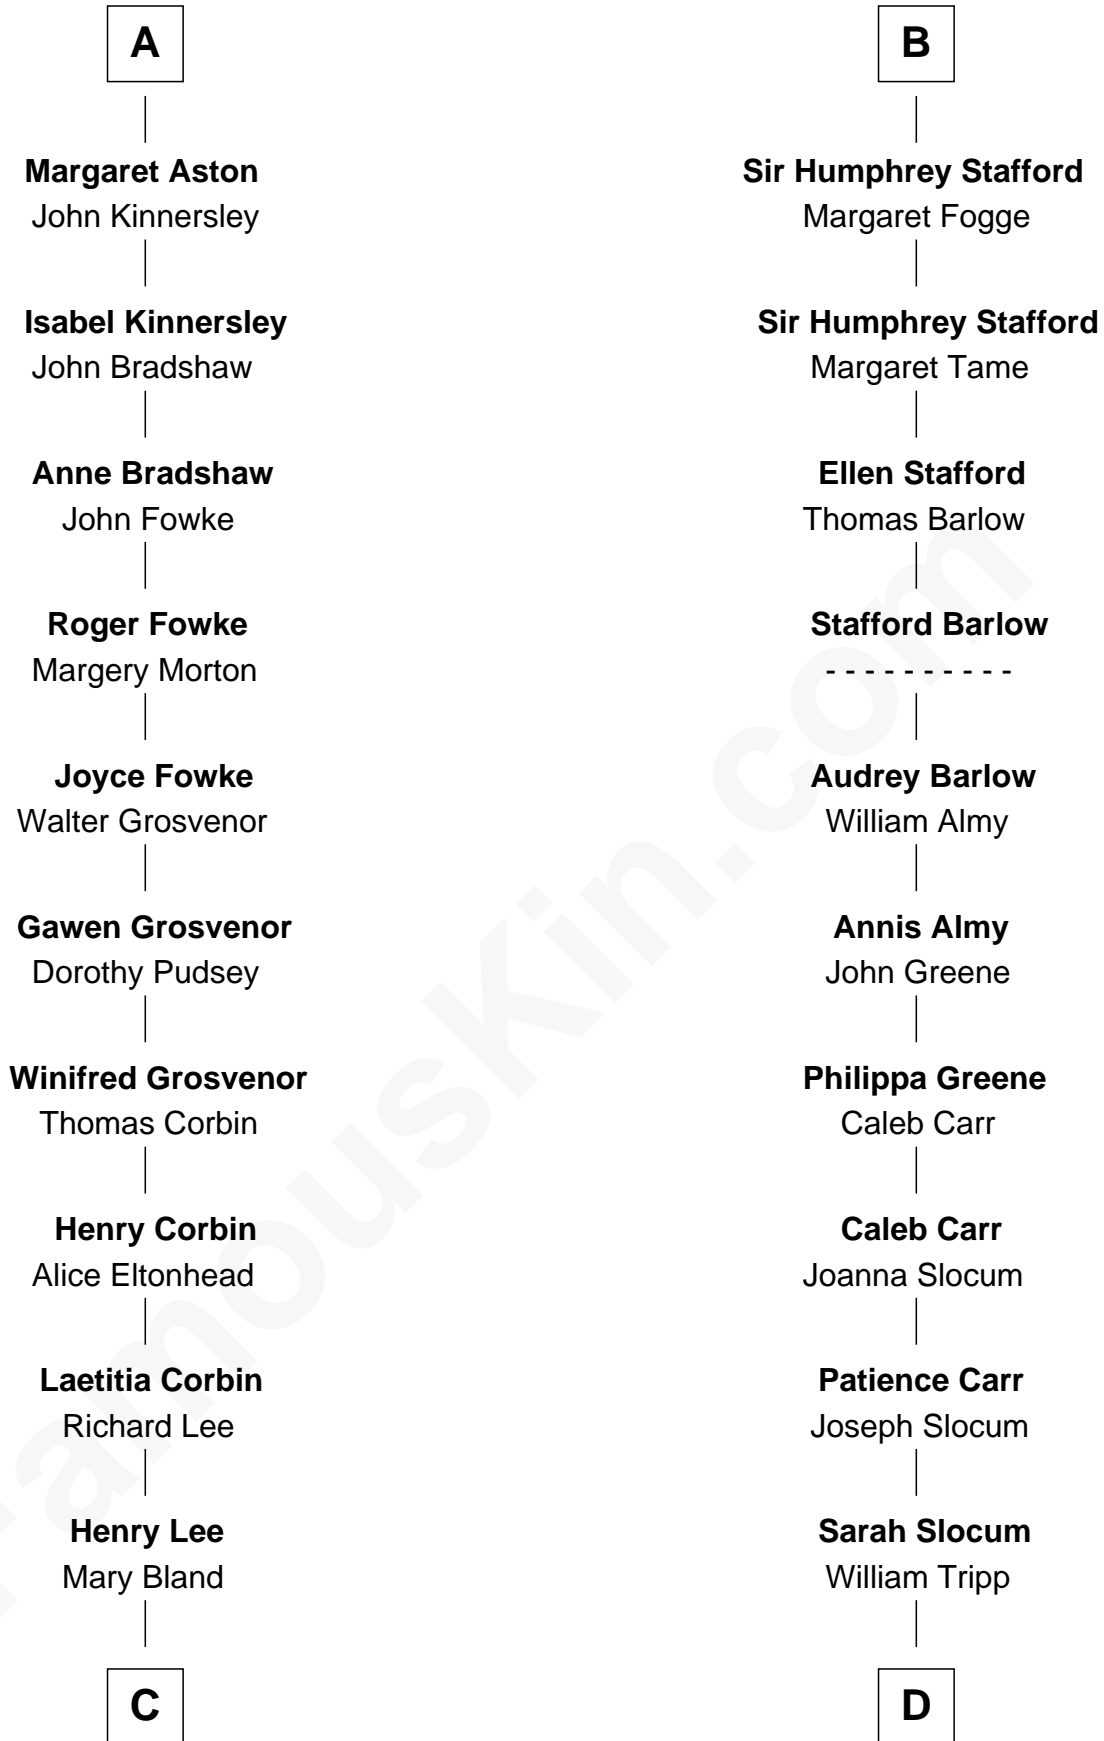 A
Margaret Aston
John Kinnersley
Isabel Kinnersley
John Bradshaw
Anne Bradshaw
John Fowke
Roger Fowke
Margery Morton
Joyce Fowke
Walter Grosvenor
Gawen Grosvenor
Dorothy Pudsey
Winifred Grosvenor
Thomas Corbin
Henry Corbin
Alice Eltonhead
Laetitia Corbin
Richard Lee
Henry Lee
Mary Bland
C
B
Sir Humphrey Stafford
Margaret Fogge
Sir Humphrey Stafford
Margaret Tame
Ellen Stafford
Thomas Barlow
Stafford Barlow
- - - - - - - - - -
Audrey Barlow
William Almy
Annis Almy
John Greene
Philippa Greene
Caleb Carr
Caleb Carr
Joanna Slocum
Patience Carr
Joseph Slocum
Sarah Slocum
William Tripp
D
FamousKin.com